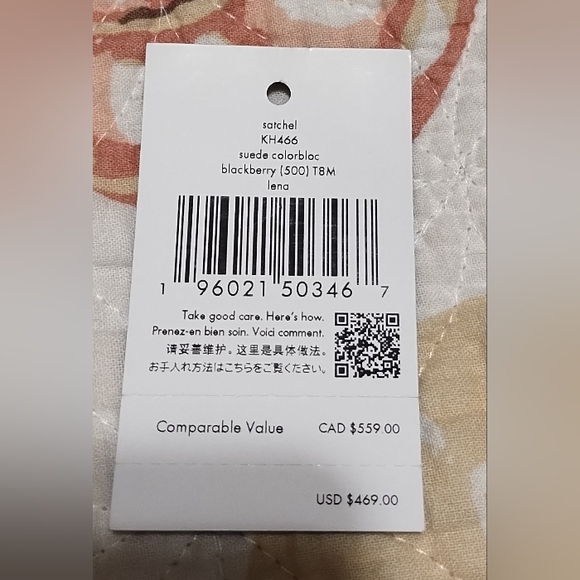 satchel
KH466
suede colorbloc
blackberry (500) T8M
lena
1 96021 50346 7
Take good care. Here's how.
Prenez-en bien soin. Voici comment.
请妥善维护。这里是具体做法。
お手入れ方法はこちらをご覧ください。
Comparable Value CAD $559.00
USD $469.00